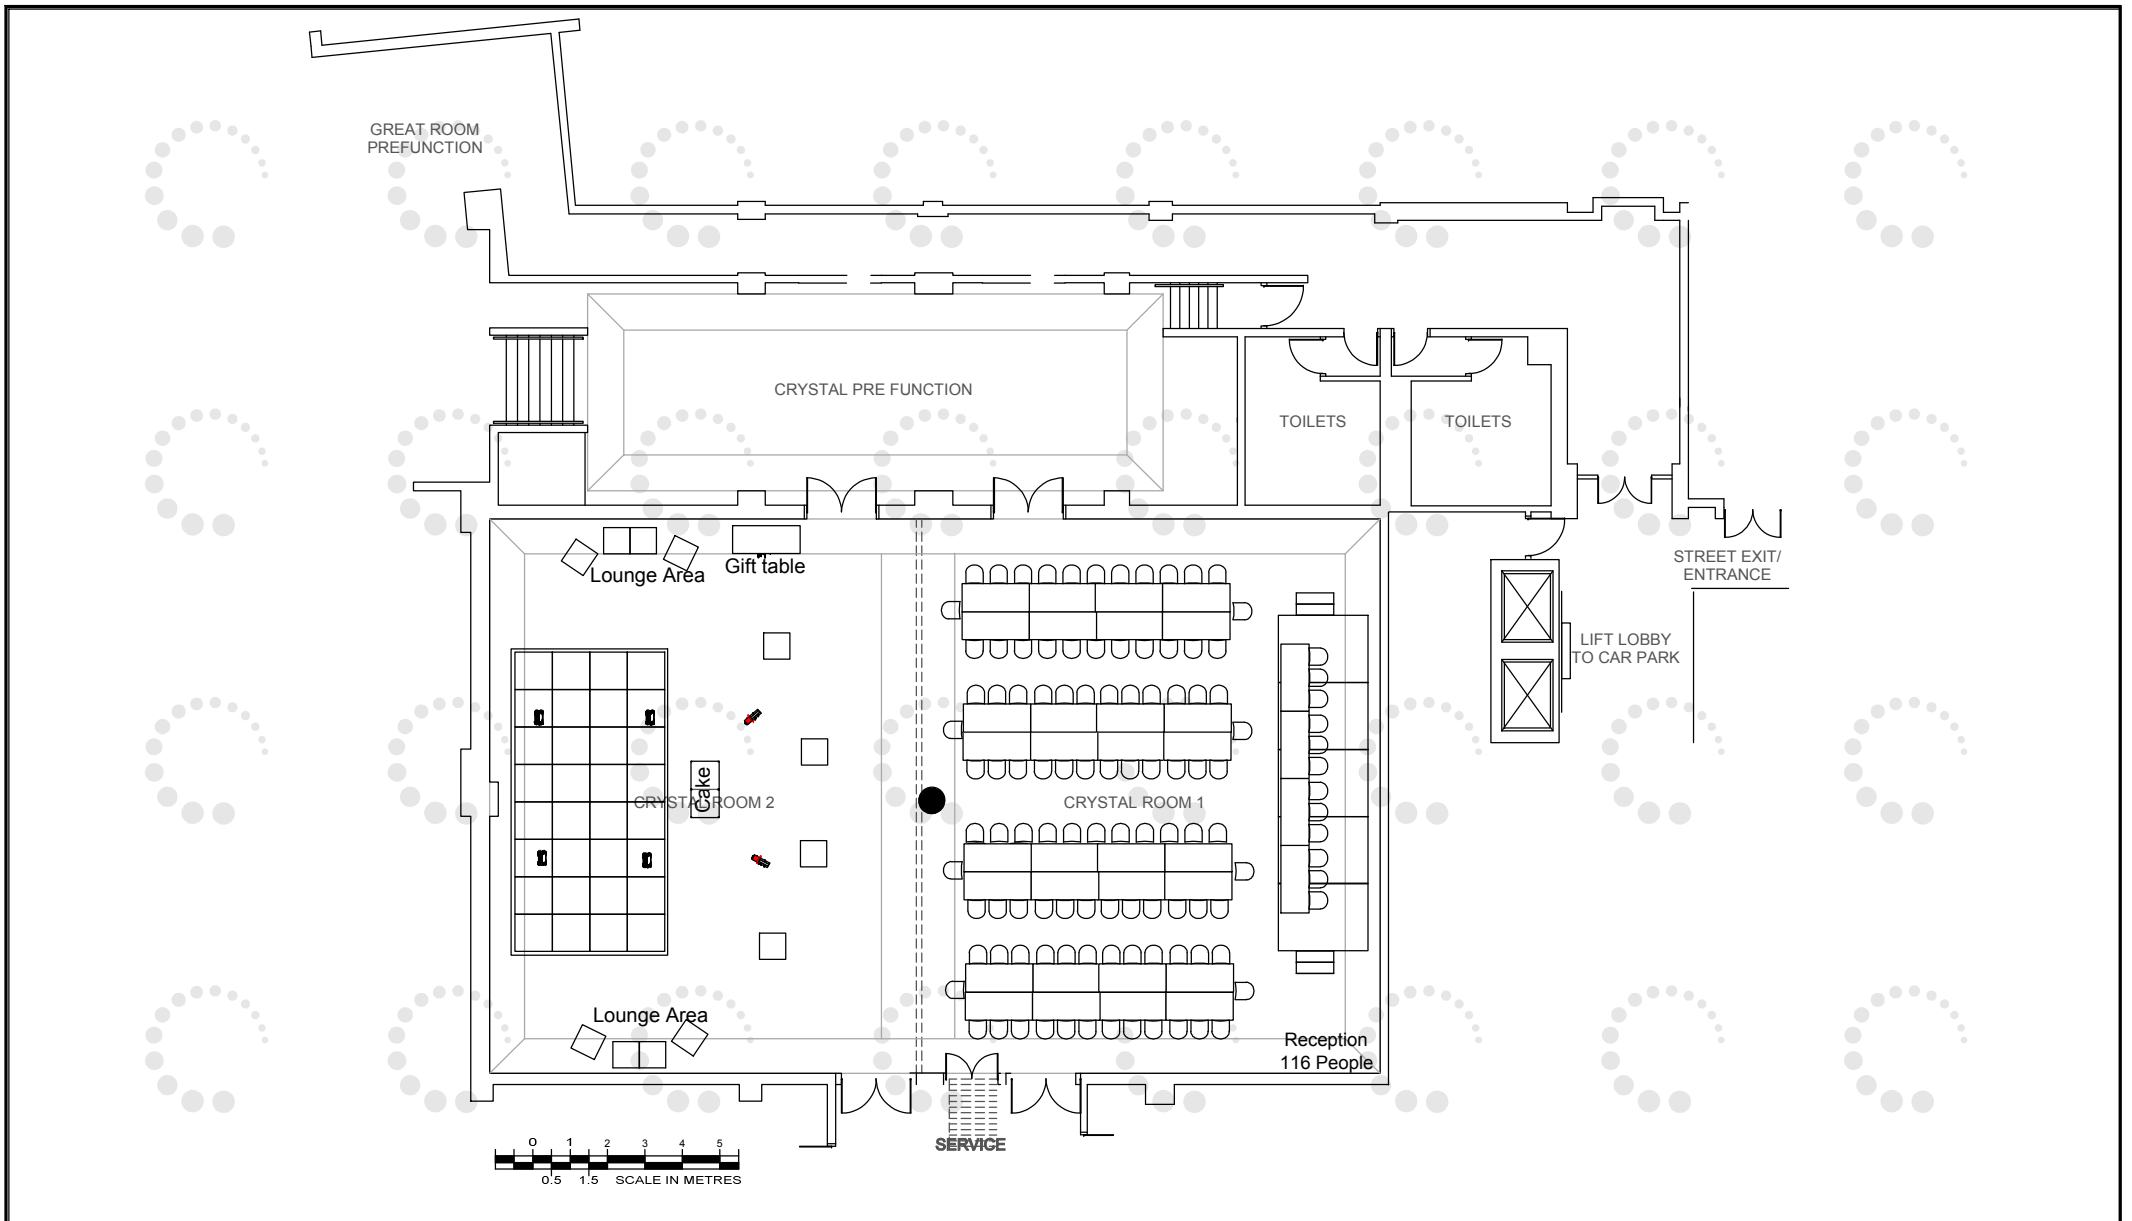 GREAT ROOM
PREFUNCTION
CRYSTAL PRE FUNCTION
TOILETS
TOILETS
STREET EXIT/
ENTRANCE
LIFT LOBBY
TO CAR PARK
Lounge Area
Gift table
Cake
CRYSTAL ROOM 2
CRYSTAL ROOM 1
Lounge Area
Reception
116 People
SERVICE
0 1 2 3 4 5
0.5 1.5 SCALE IN METRES